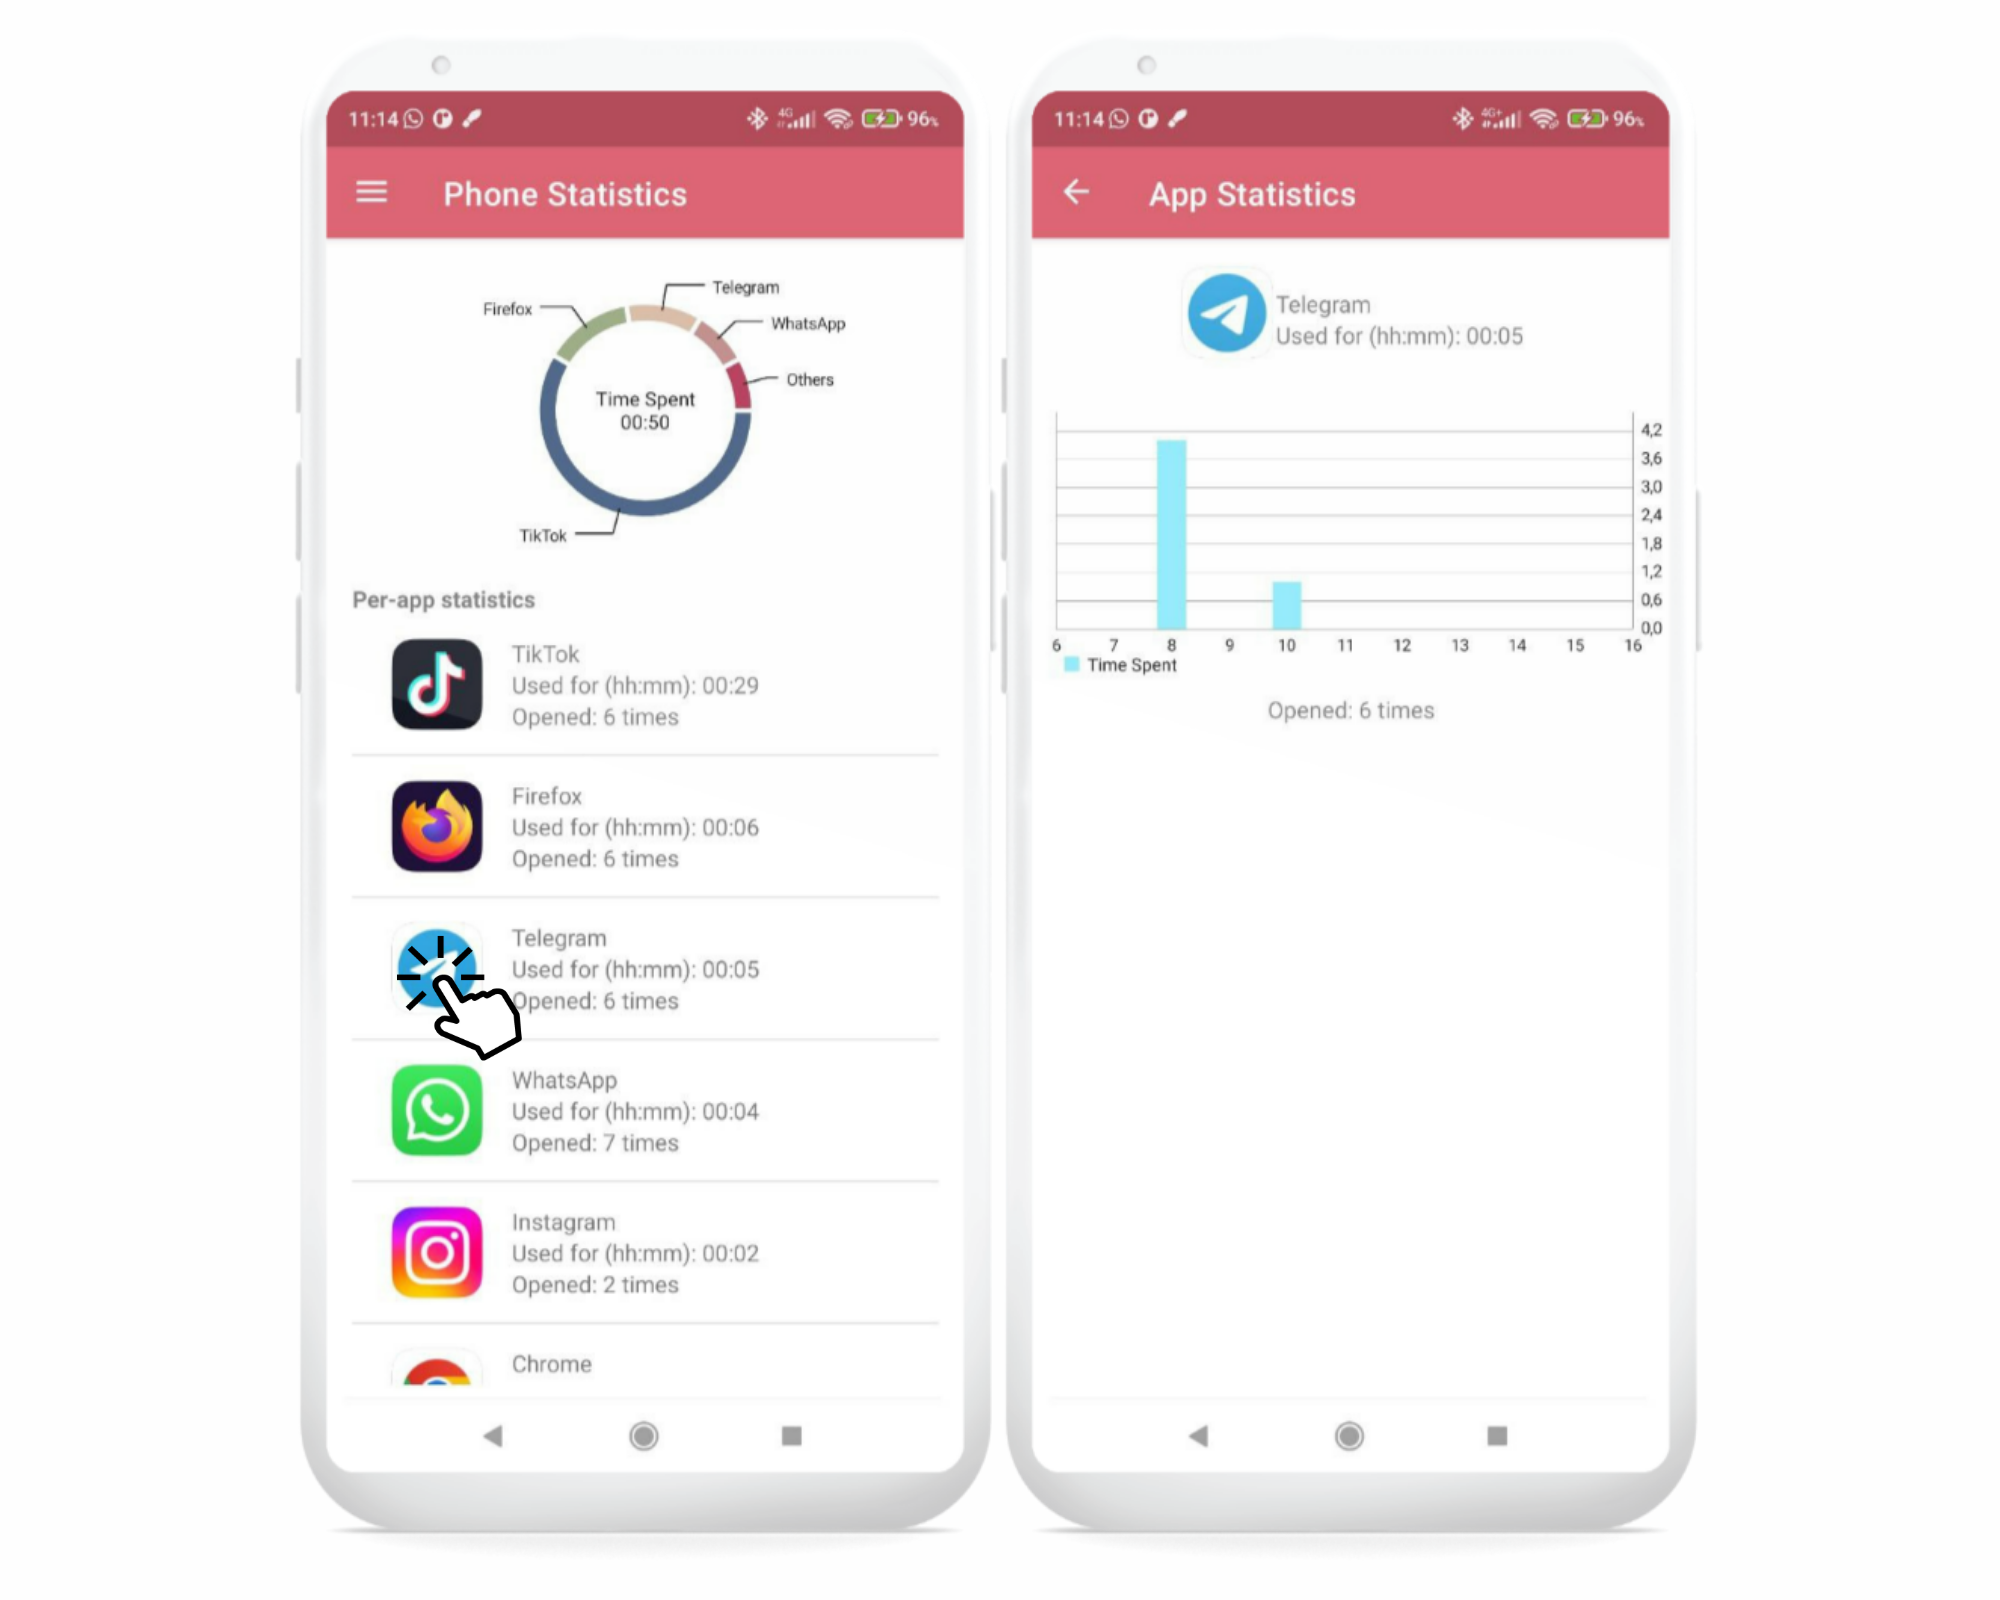 11:14
4G
96%
Phone Statistics
Telegram
Firefox
WhatsApp
Others
Time Spent
00:50
TikTok
Per-app statistics
TikTok
Used for (hh:mm): 00:29
Opened: 6 times
Firefox
Used for (hh:mm): 00:06
Opened: 6 times
Telegram
Used for (hh:mm): 00:05
Opened: 6 times
WhatsApp
Used for (hh:mm): 00:04
Opened: 7 times
Instagram
Used for (hh:mm): 00:02
Opened: 2 times
Chrome
11:14
4G+
96%
App Statistics
Telegram
Used for (hh:mm): 00:05
4,2
3,6
3,0
2,4
1,8
1,2
0,6
0,0
6 7 8 9 10 11 12 13 14 15 16
Time Spent
Opened: 6 times